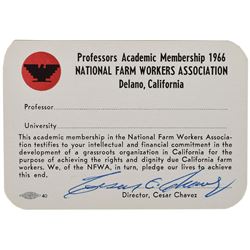 Professors Academic Membership 1966
NATIONAL FARM WORKERS ASSOCIATION
Delano, California
Professor
University
This academic membership in the National Farm Workers Associa-
tion testifies to your intellectual and financial commitment in the
development of a grassroots organization in California for the
purpose of achieving the rights and dignity due California farm
workers. We, of the NFWA, in turn, pledge our lives to achieve
this end.
Cesar C. Chavez
40
Director, Cesar Chavez